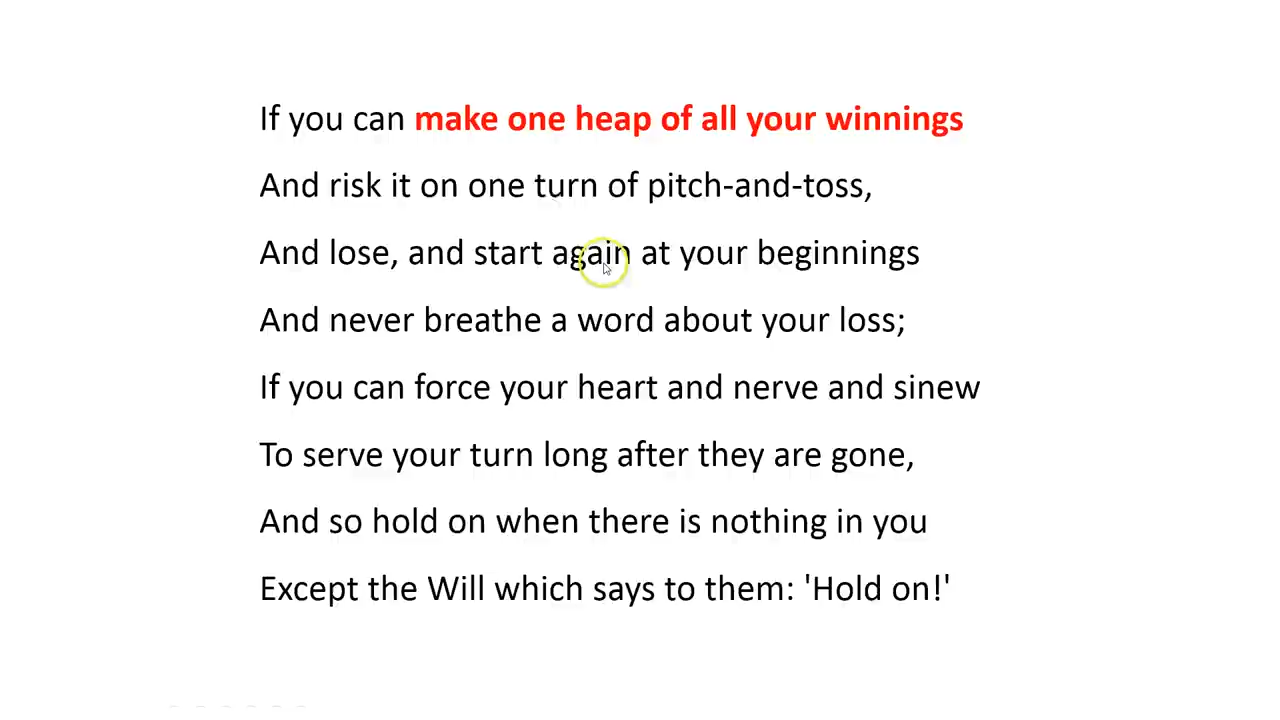 If you can make one heap of all your winnings
And risk it on one turn of pitch-and-toss,
And lose, and start again at your beginnings
And never breathe a word about your loss;
If you can force your heart and nerve and sinew
To serve your turn long after they are gone,
And so hold on when there is nothing in you
Except the Will which says to them: 'Hold on!'